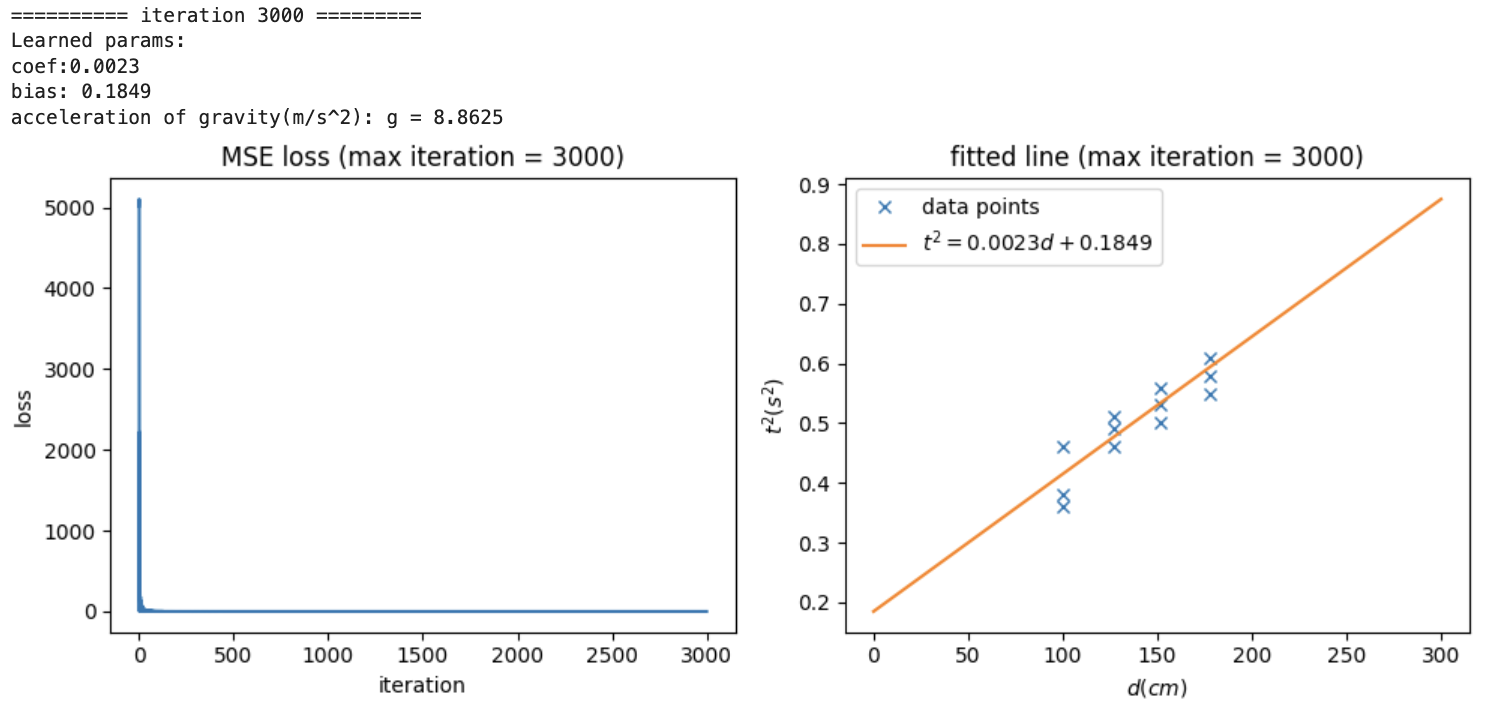 ========== iteration 3000 =========
Learned params:
coef:0.0023
bias: 0.1849
acceleration of gravity(m/s^2): g = 8.8625
MSE loss (max iteration = 3000)
5000
4000
3000
2000
1000
0
loss
0 500 1000 1500 2000 2500 3000
iteration
fitted line (max iteration = 3000)
data points
t² = 0.0023d + 0.1849
0.9
0.8
0.7
0.6
0.5
0.4
0.3
0.2
t²(s²)
0 50 100 150 200 250 300
d(cm)